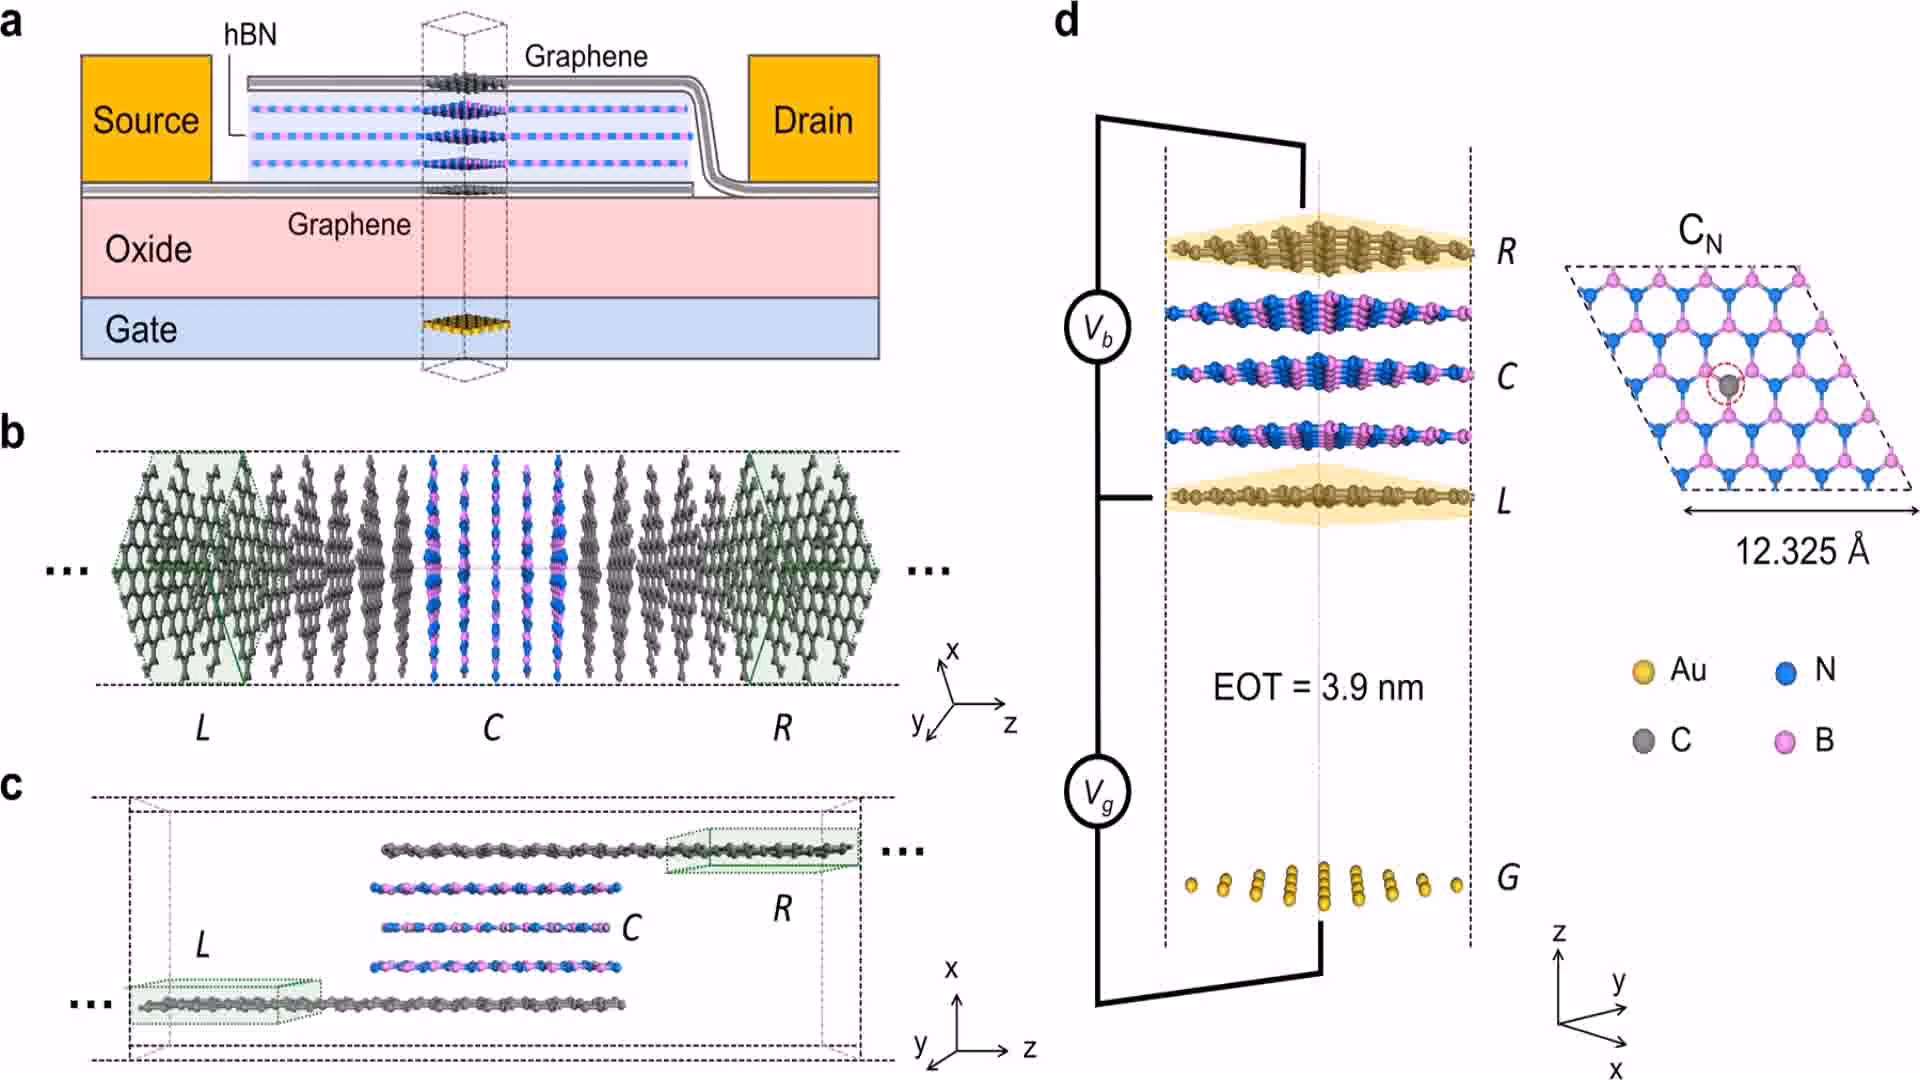 a
hBN
Graphene
Source
Drain
Graphene
Oxide
Gate
b
...
...
L
C
R
x
y
z
c
...
R
C
L
...
x
y
z
d
V_b
R
C
L
EOT = 3.9 nm
V_g
G
z
y
x
C_N
12.325 Å
Au
N
C
B